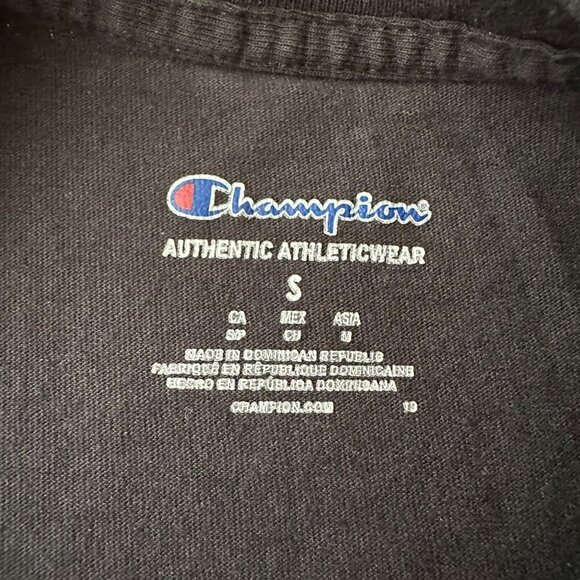 Champion
AUTHENTIC ATHLETICWEAR
S
CA MEX ASIA
S/P CH M
MADE IN DOMINICAN REPUBLIC
FABRIQUÉ EN RÉPUBLIQUE DOMINICAINE
HECHO EN REPÚBLICA DOMINICANA
CHAMPION.COM 19